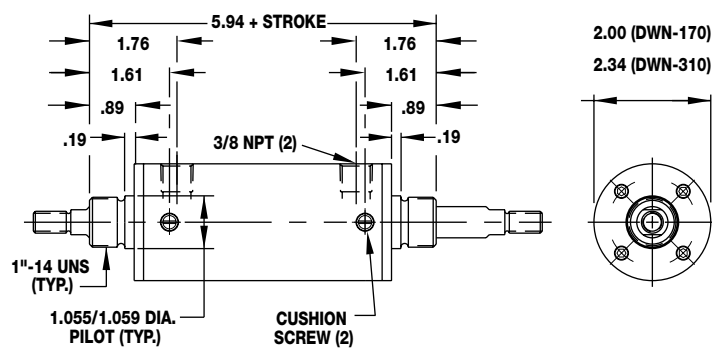 5.94 + STROKE
1.76 1.76
1.61 1.61
.89 .89
.19 .19
3/8 NPT (2)
1"-14 UNS
(TYP.)
1.055/1.059 DIA.
PILOT (TYP.)
CUSHION
SCREW (2)
2.00 (DWN-170)
2.34 (DWN-310)